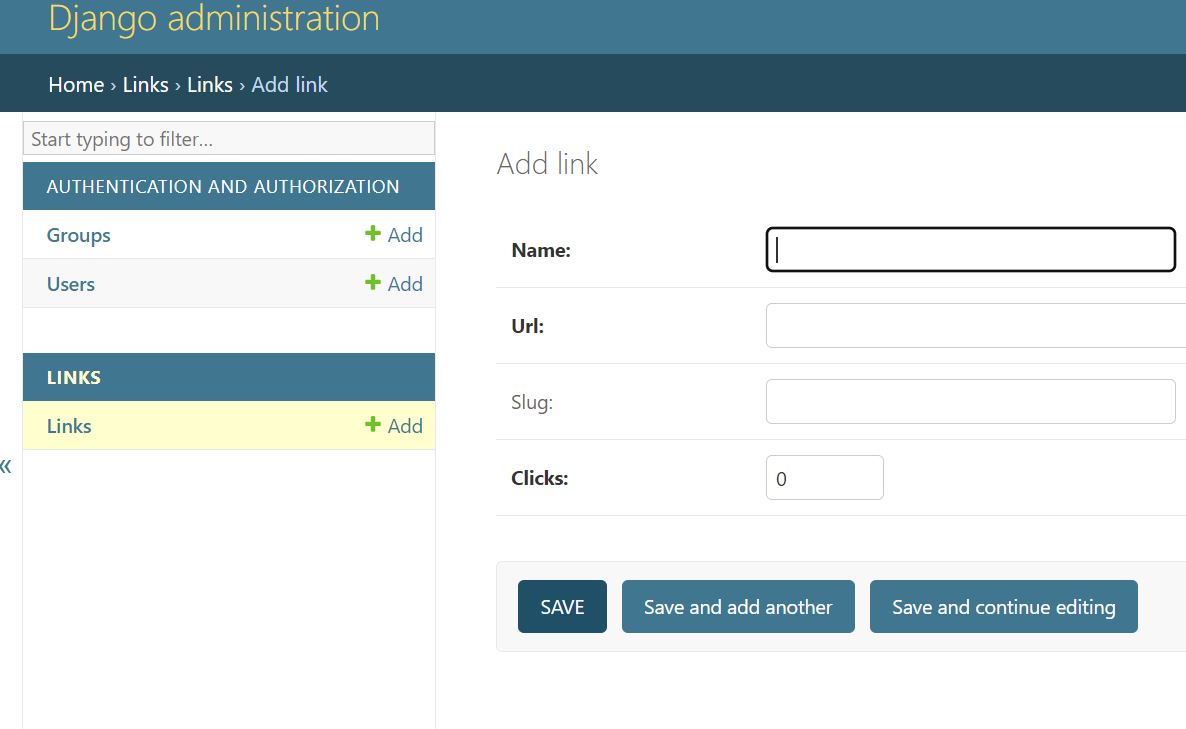 Django administration
Home › Links › Links › Add link
Start typing to filter...
AUTHENTICATION AND AUTHORIZATION
Groups + Add
Users + Add
LINKS
Links + Add
«
Add link
Name:
Url:
Slug:
Clicks: 0
SAVE Save and add another Save and continue editing